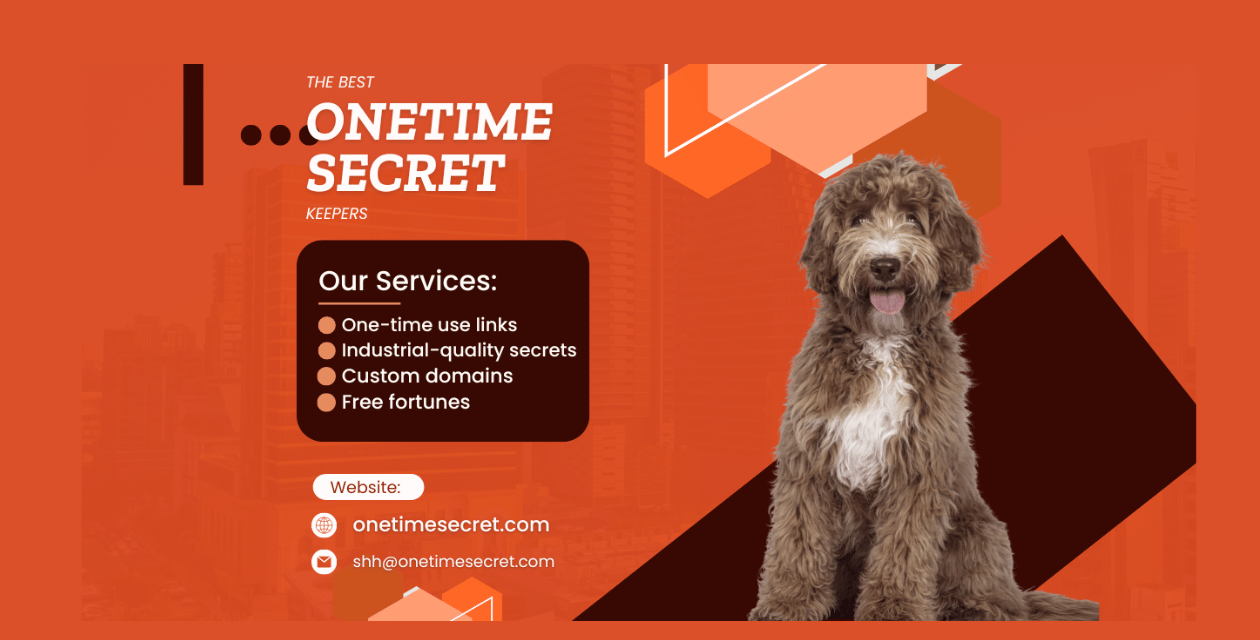 THE BEST
ONETIME
SECRET
KEEPERS
Our Services:
One-time use links
Industrial-quality secrets
Custom domains
Free fortunes
Website:
onetimesecret.com
shh@onetimesecret.com